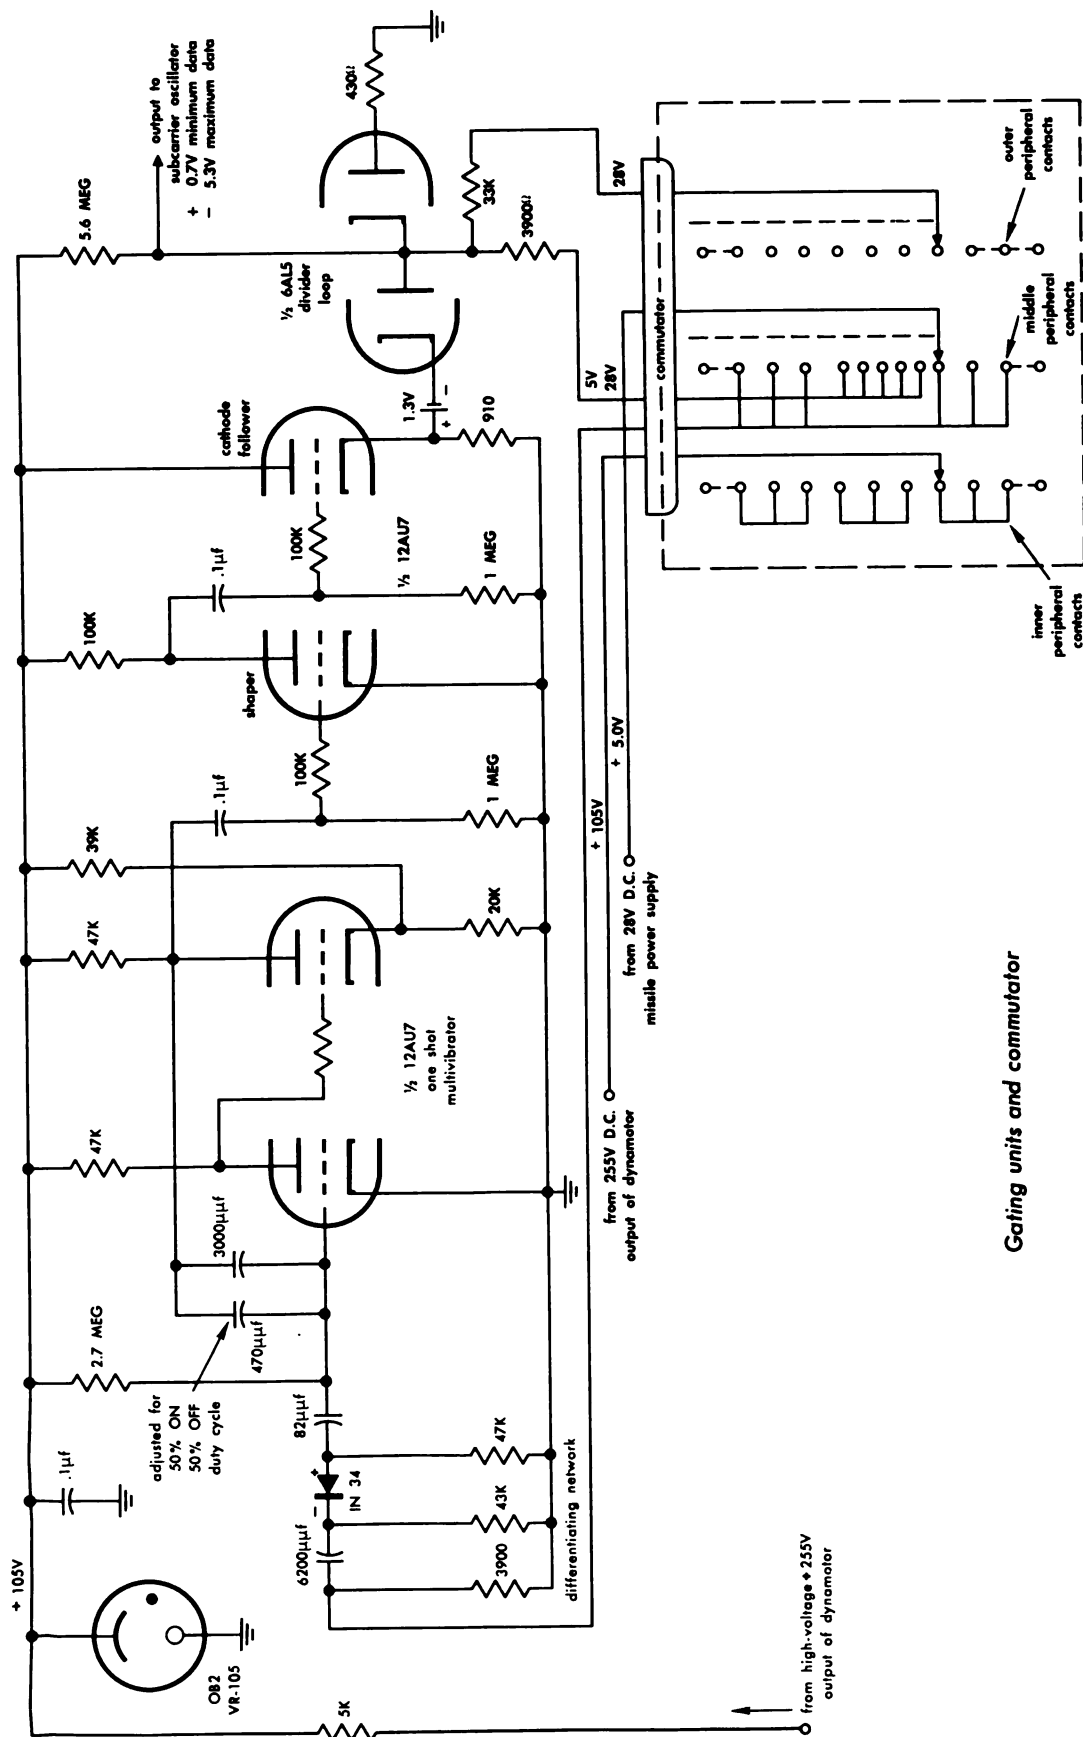 + 105V
OB2
VR-105
5K
from high-voltage + 255V
output of dynamotor
.1μf
adjusted for
50% ON
50% OFF
duty cycle
2.7 MEG
470μμf
3000μμf
82μμf
+
-
IN 34
6200μμf
3900
43K
47K
differentiating network
47K
½ 12AU7
one shot
multivibrator
47K
39K
20K
.1μf
100K
1 MEG
shaper
100K
.1μf
100K
½ 12AU7
1 MEG
cathode
follower
1.3V
+
-
910
½ 6AL5
divider
loop
5.6 MEG
output to
subcarrier oscillator
+ 0.7V minimum data
- 5.3V maximum data
430Ω
33K
3900Ω
28V
5V
28V
+ 105V
+ 5.0V
from 255V D.C.
output of dynamotor
from 28V D.C.
missile power supply
commutator
inner
peripheral
contacts
middle
peripheral
contacts
outer
peripheral
contacts
Gating units and commutator